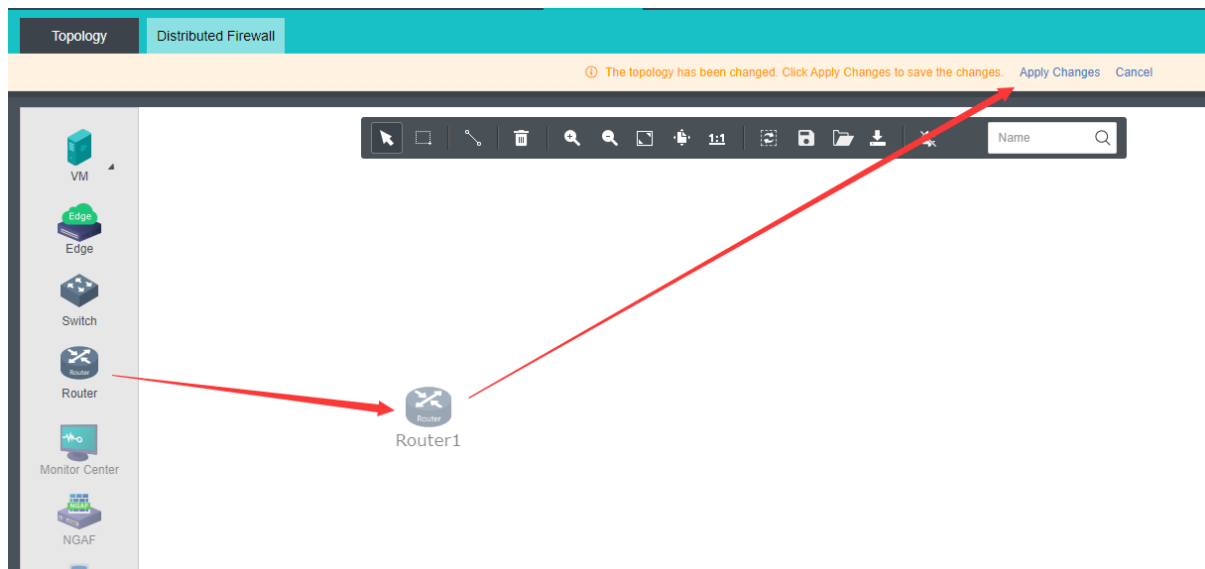 Topology
Distributed Firewall
The topology has been changed. Click Apply Changes to save the changes. Apply Changes Cancel
1:1
Name
VM
Edge
Edge
Switch
Router
Router
Router
Router1
Monitor Center
NGAF
NGAF